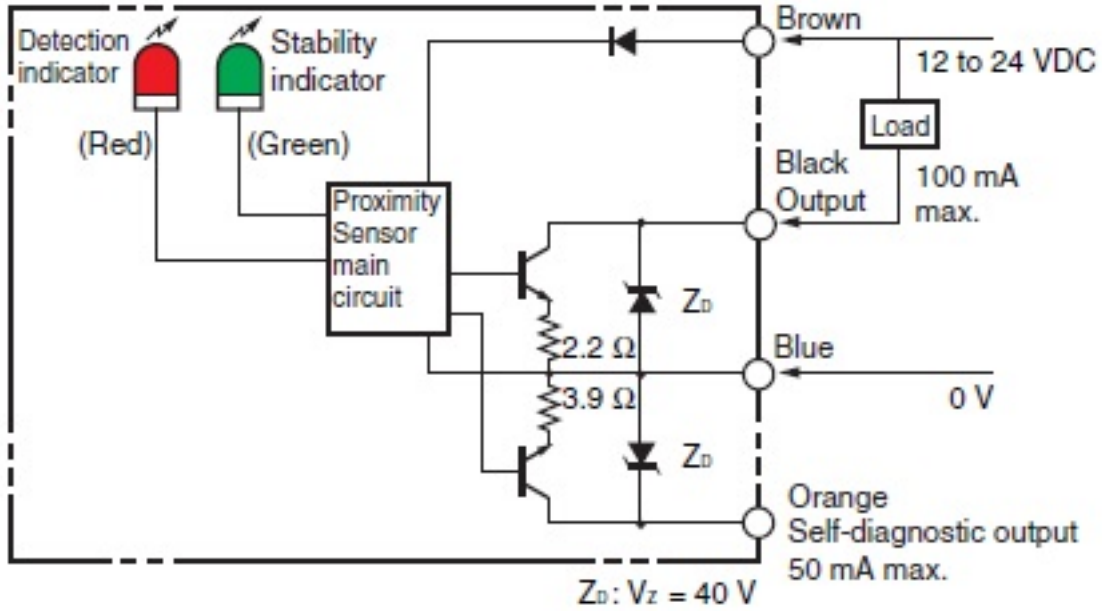 Detection
indicator
Stability
indicator
(Red)
(Green)
Brown
12 to 24 VDC
Load
Black
Output
100 mA
max.
Proximity
Sensor
main
circuit
ZD
2.2 Ω
Blue
3.9 Ω
0 V
ZD
Orange
Self-diagnostic output
50 mA max.
ZD: VZ = 40 V